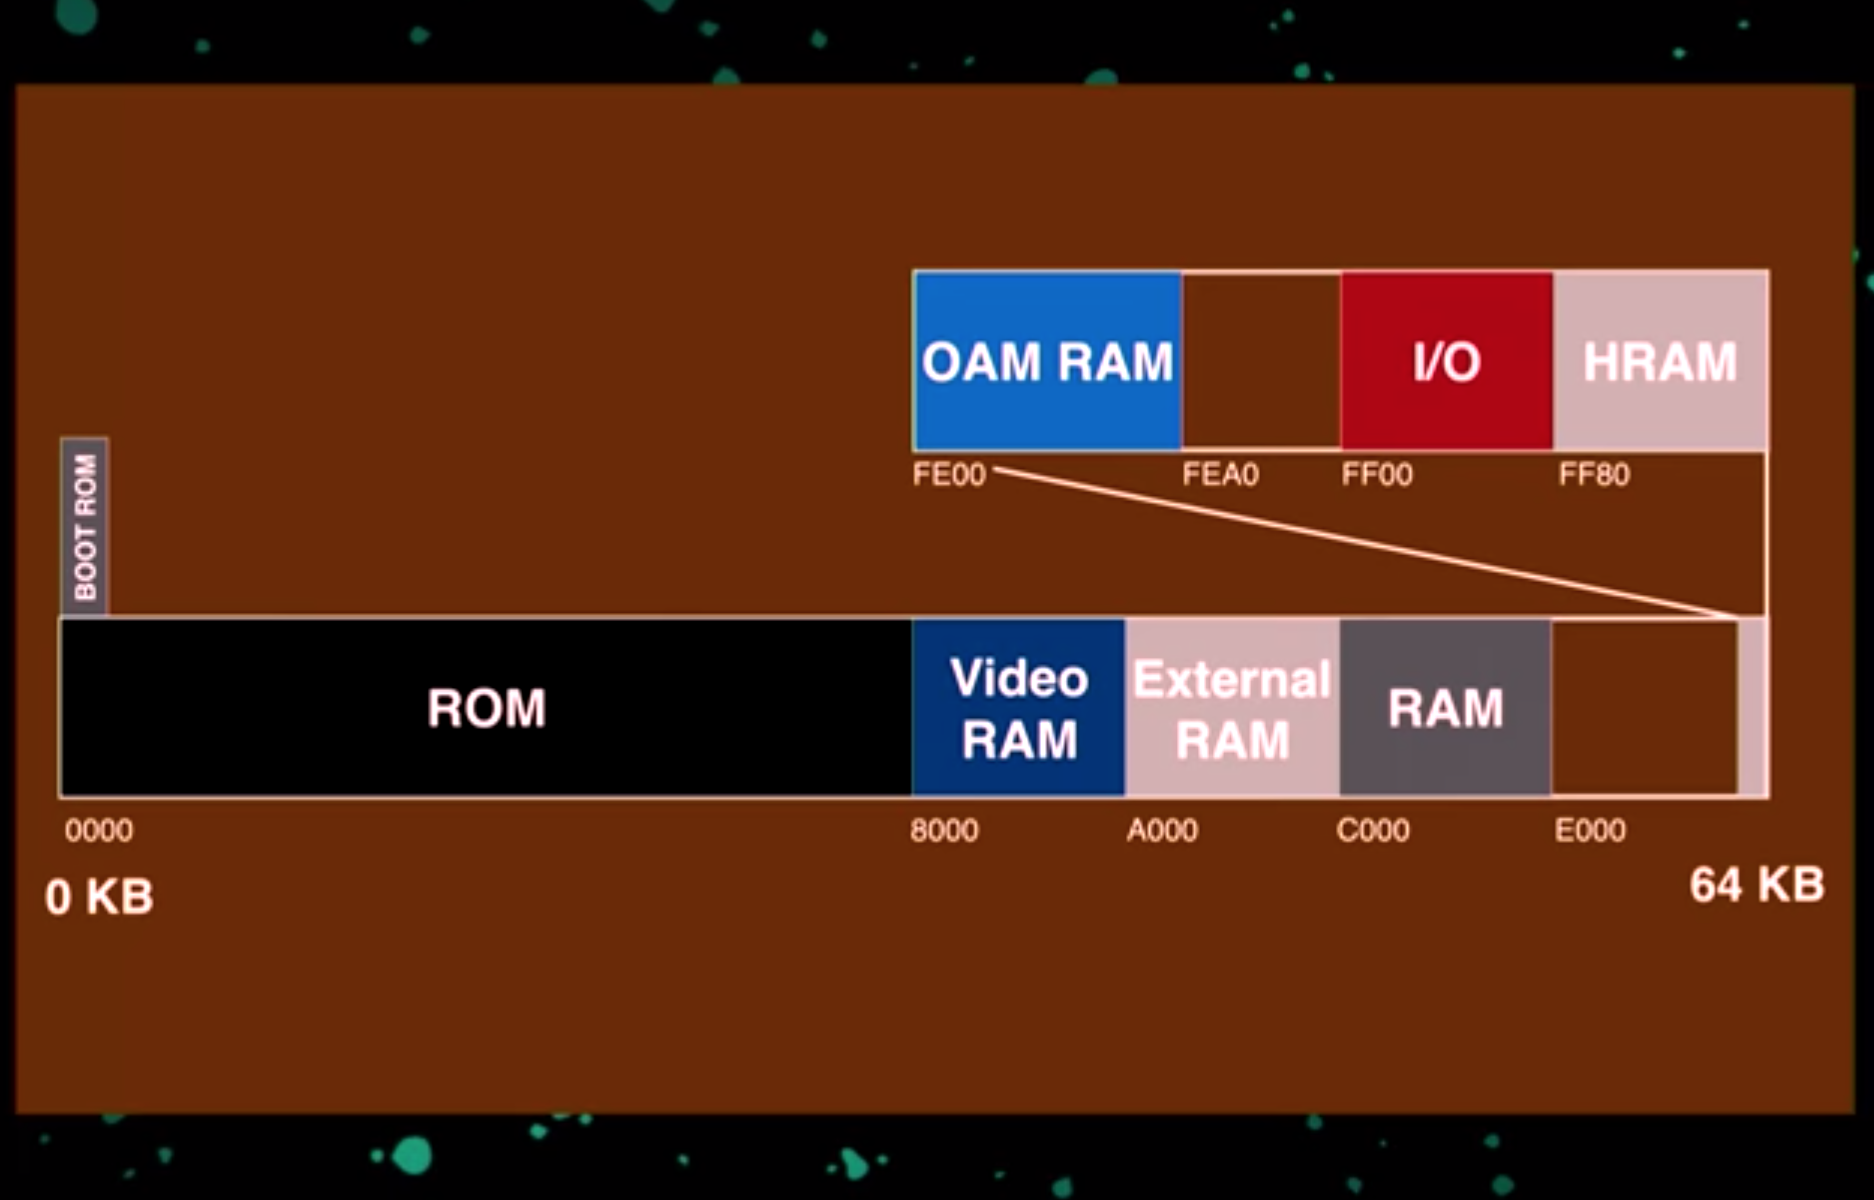 OAM RAM
I/O
HRAM
FE00
FEA0
FF00
FF80
BOOT ROM
ROM
Video
RAM
External
RAM
RAM
0000
8000
A000
C000
E000
0 KB
64 KB